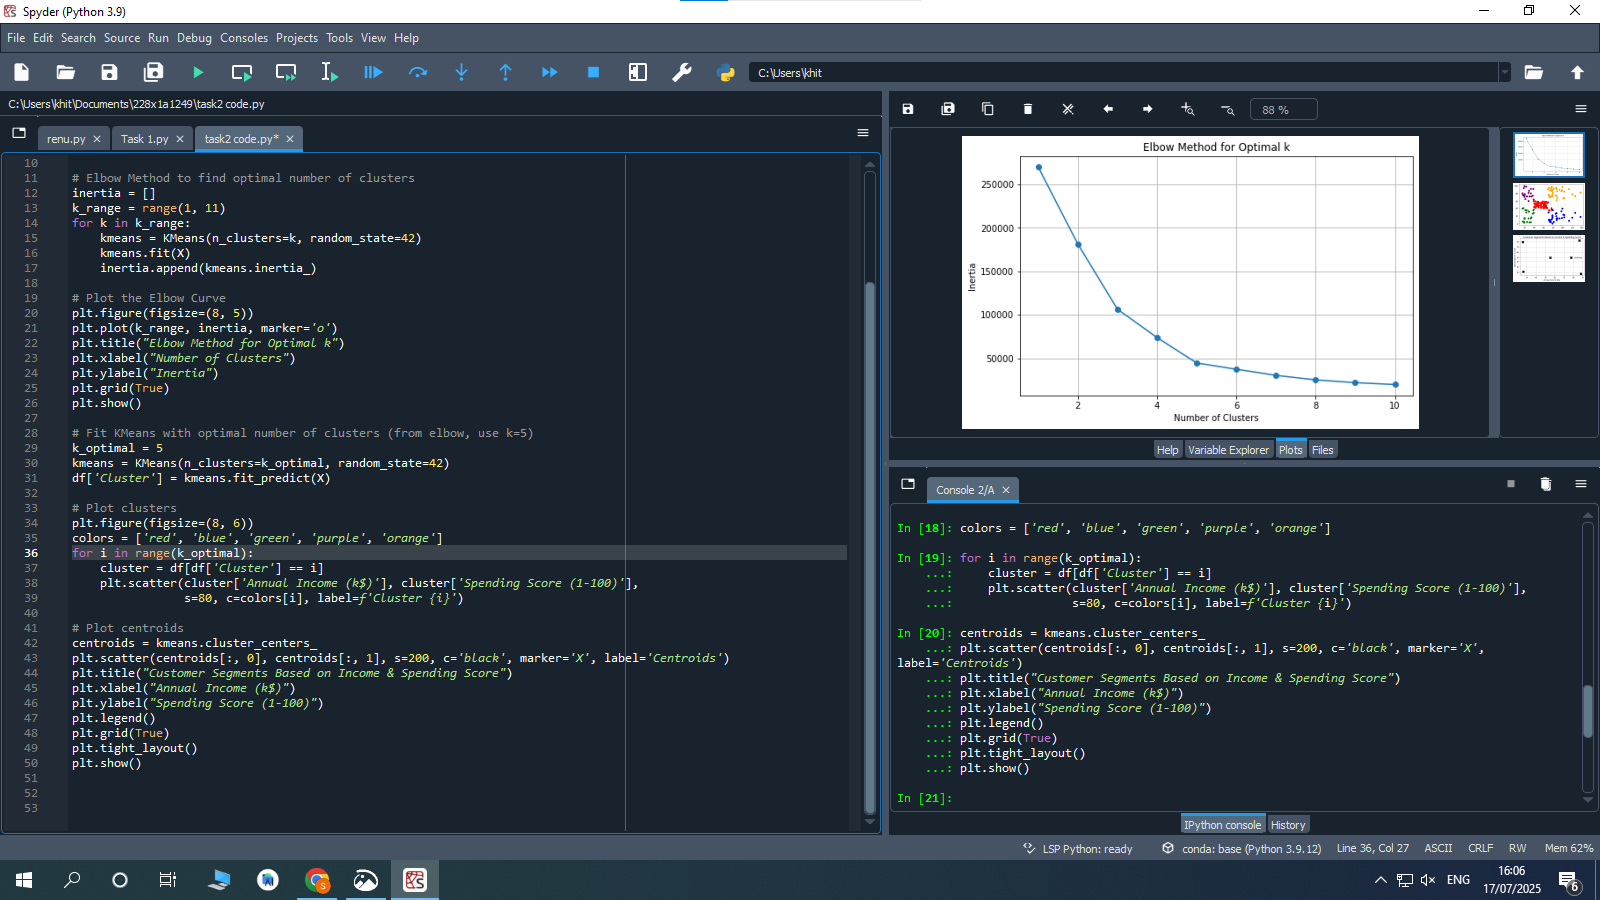 Spyder (Python 3.9)
File Edit Search Source Run Debug Consoles Projects Tools View Help
C:\Users\khit
C:\Users\khit\Documents\228x1a1249\task2 code.py
renu.py
Task 1.py
task2 code.py*
10
11 # Elbow Method to find optimal number of clusters
12 inertia = []
13 k_range = range(1, 11)
14 for k in k_range:
15     kmeans = KMeans(n_clusters=k, random_state=42)
16     kmeans.fit(X)
17     inertia.append(kmeans.inertia_)
18
19 # Plot the Elbow Curve
20 plt.figure(figsize=(8, 5))
21 plt.plot(k_range, inertia, marker='o')
22 plt.title("Elbow Method for Optimal k")
23 plt.xlabel("Number of Clusters")
24 plt.ylabel("Inertia")
25 plt.grid(True)
26 plt.show()
27
28 # Fit KMeans with optimal number of clusters (from elbow, use k=5)
29 k_optimal = 5
30 kmeans = KMeans(n_clusters=k_optimal, random_state=42)
31 df['Cluster'] = kmeans.fit_predict(X)
32
33 # Plot clusters
34 plt.figure(figsize=(8, 6))
35 colors = ['red', 'blue', 'green', 'purple', 'orange']
36 for i in range(k_optimal):
37     cluster = df[df['Cluster'] == i]
38     plt.scatter(cluster['Annual Income (k$)'], cluster['Spending Score (1-100)'],
39                 s=80, c=colors[i], label=f'Cluster {i}')
40
41 # Plot centroids
42 centroids = kmeans.cluster_centers_
43 plt.scatter(centroids[:, 0], centroids[:, 1], s=200, c='black', marker='X', label='Centroids')
44 plt.title("Customer Segments Based on Income & Spending Score")
45 plt.xlabel("Annual Income (k$)")
46 plt.ylabel("Spending Score (1-100)")
47 plt.legend()
48 plt.grid(True)
49 plt.tight_layout()
50 plt.show()
51
52
53
88 %
Elbow Method for Optimal k
250000
200000
150000
100000
50000
Inertia
2 4 6 8 10
Number of Clusters
Help Variable Explorer Plots Files
Console 2/A
In [18]: colors = ['red', 'blue', 'green', 'purple', 'orange']
In [19]: for i in range(k_optimal):
...:     cluster = df[df['Cluster'] == i]
...:     plt.scatter(cluster['Annual Income (k$)'], cluster['Spending Score (1-100)'],
...:                 s=80, c=colors[i], label=f'Cluster {i}')
In [20]: centroids = kmeans.cluster_centers_
...: plt.scatter(centroids[:, 0], centroids[:, 1], s=200, c='black', marker='X',
label='Centroids')
...: plt.title("Customer Segments Based on Income & Spending Score")
...: plt.xlabel("Annual Income (k$)")
...: plt.ylabel("Spending Score (1-100)")
...: plt.legend()
...: plt.grid(True)
...: plt.tight_layout()
...: plt.show()
In [21]:
IPython console History
LSP Python: ready conda: base (Python 3.9.12) Line 36, Col 27 ASCII CRLF RW Mem 62%
ENG
16:06
17/07/2025
6